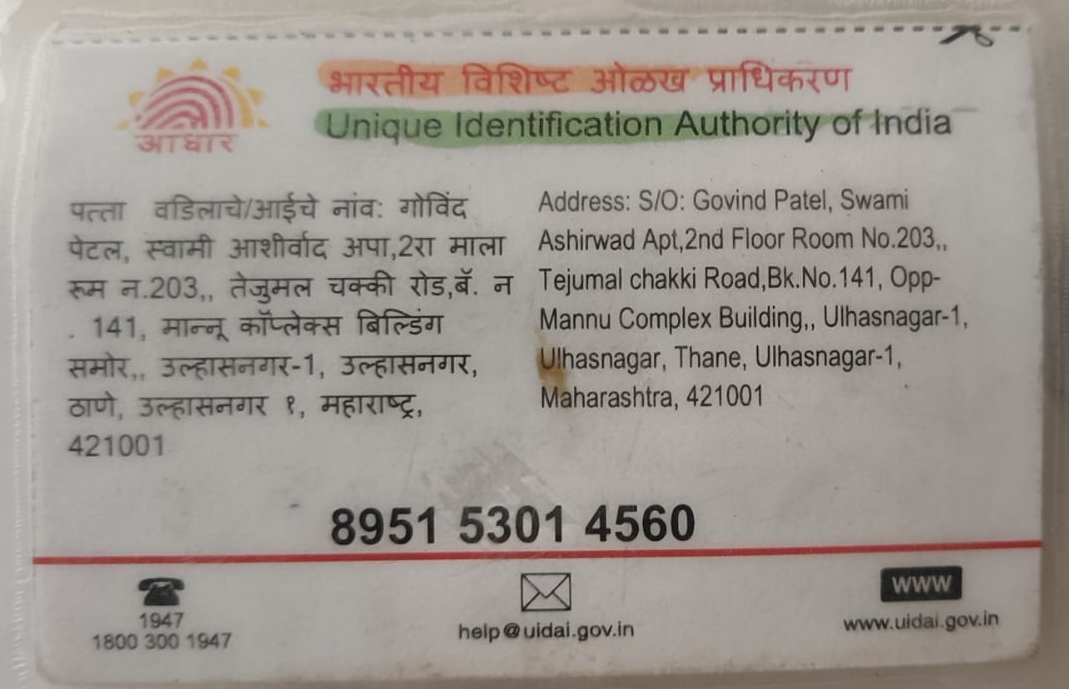 आधार
भारतीय विशिष्ट ओळख प्राधिकरण
Unique Identification Authority of India
पत्ता वडिलाचे/आईचे नांव: गोविंद
पेटल, स्वामी आशीर्वाद अपा,2रा माला
रूम न.203,, तेजुमल चक्की रोड,बॅ. न
. 141, मान्नू कॉप्लेक्स बिल्डिंग
समोर,, उल्हासनगर-1, उल्हासनगर,
ठाणे, उल्हासनगर १, महाराष्ट्र,
421001
Address: S/O: Govind Patel, Swami
Ashirwad Apt,2nd Floor Room No.203,,
Tejumal chakki Road,Bk.No.141, Opp-
Mannu Complex Building,, Ulhasnagar-1,
Ulhasnagar, Thane, Ulhasnagar-1,
Maharashtra, 421001
8951 5301 4560
1947
1800 300 1947
help@uidai.gov.in
www
www.uidai.gov.in